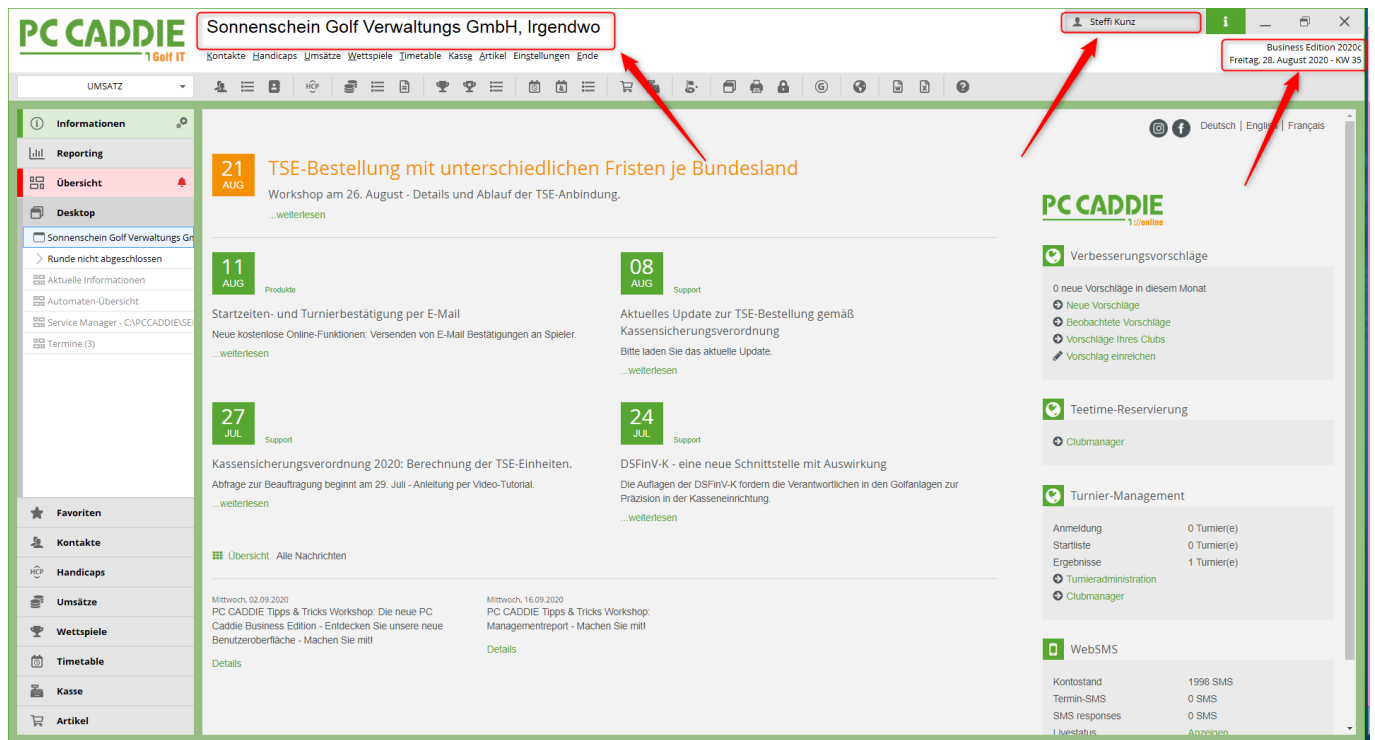 PC CADDIE
Golf IT
Sonnenschein Golf Verwaltungs GmbH, Irgendwo
Kontakte Handicaps Umsätze Wettspiele Timetable Kasse Artikel Einstellungen Ende
Steffi Kunz
i
Business Edition 2020c
Freitag, 28. August 2020 - KW 35
UMSATZ
HCP
Informationen
Reporting
Übersicht
Desktop
Sonnenschein Golf Verwaltungs Gm
Runde nicht abgeschlossen
Aktuelle Informationen
Automaten-Übersicht
Service Manager - C:\PCCADDIE\SEI
Termine (3)
Favoriten
Kontakte
HCP Handicaps
Umsätze
Wettspiele
Timetable
Kasse
Artikel
Deutsch | English | Français
21
AUG
TSE-Bestellung mit unterschiedlichen Fristen je Bundesland
Workshop am 26. August - Details und Ablauf der TSE-Anbindung.
...weiterlesen
11
AUG
Produkte
Startzeiten- und Turnierbestätigung per E-Mail
Neue kostenlose Online-Funktionen: Versenden von E-Mail Bestätigungen an Spieler.
...weiterlesen
08
AUG
Support
Aktuelles Update zur TSE-Bestellung gemäß
Kassensicherungsverordnung
Bitte laden Sie das aktuelle Update.
...weiterlesen
27
JUL
Support
Kassensicherungsverordnung 2020: Berechnung der TSE-Einheiten.
Abfrage zur Beauftragung beginnt am 29. Juli - Anleitung per Video-Tutorial.
...weiterlesen
24
JUL
Support
DSFinV-K - eine neue Schnittstelle mit Auswirkung
Die Auflagen der DSFinV-K fordern die Verantwortlichen in den Golfanlagen zur
Präzision in der Kasseneinrichtung.
...weiterlesen
Übersicht. Alle Nachrichten
Mittwoch, 02.09.2020
PC CADDIE Tipps & Tricks Workshop: Die neue PC
Caddie Business Edition - Entdecken Sie unsere neue
Benutzeroberfläche - Machen Sie mit!
Details
Mittwoch, 16.09.2020
PC CADDIE Tipps & Tricks Workshop:
Managementreport - Machen Sie mit!
Details
PC CADDIE
://online
Verbesserungsvorschläge
0 neue Vorschläge in diesem Monat
Neue Vorschläge
Beobachtete Vorschläge
Vorschläge Ihres Clubs
Vorschlag einreichen
Teetime-Reservierung
Clubmanager
Turnier-Management
Anmeldung 0 Turnier(e)
Startliste 0 Turnier(e)
Ergebnisse 1 Turnier(e)
Turnieradministration
Clubmanager
WebSMS
Kontostand 1998 SMS
Termin-SMS 0 SMS
SMS responses 0 SMS
Livestatus Anzeigen